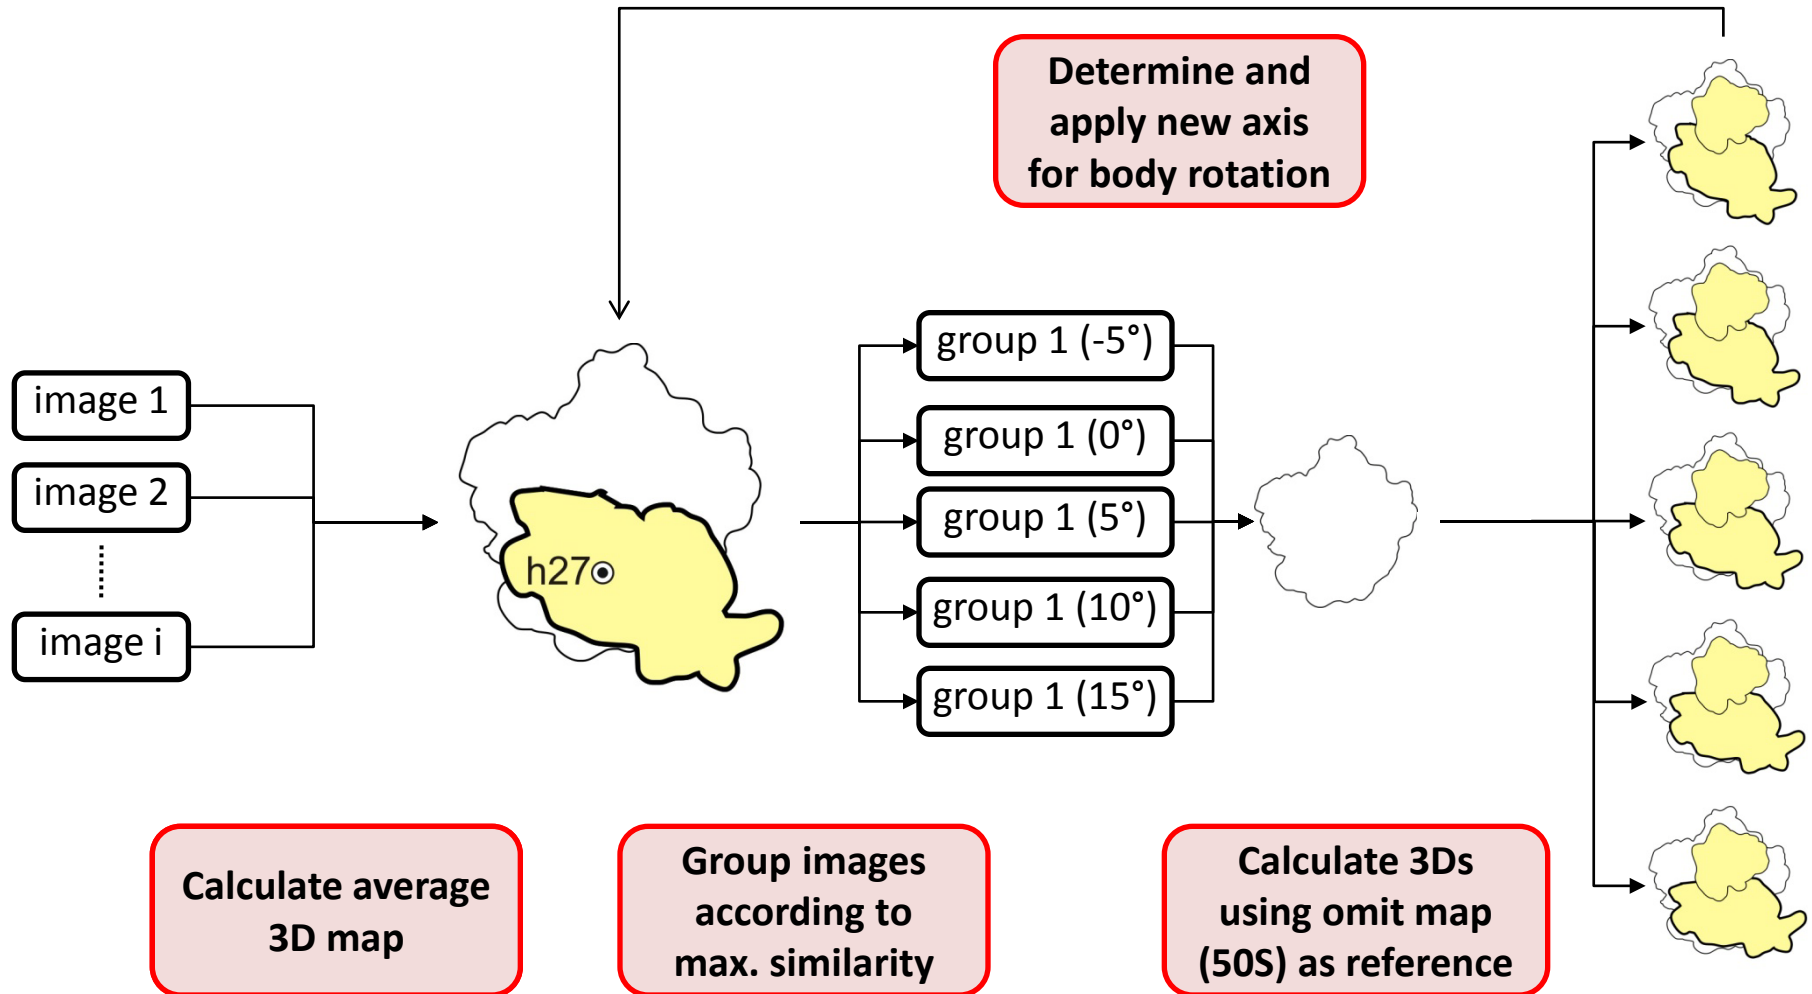 Determine and
apply new axis
for body rotation
image 1
image 2
image i
h27
group 1 (-5°)
group 1 (0°)
group 1 (5°)
group 1 (10°)
group 1 (15°)
Calculate average
3D map
Group images
according to
max. similarity
Calculate 3Ds
using omit map
(50S) as reference